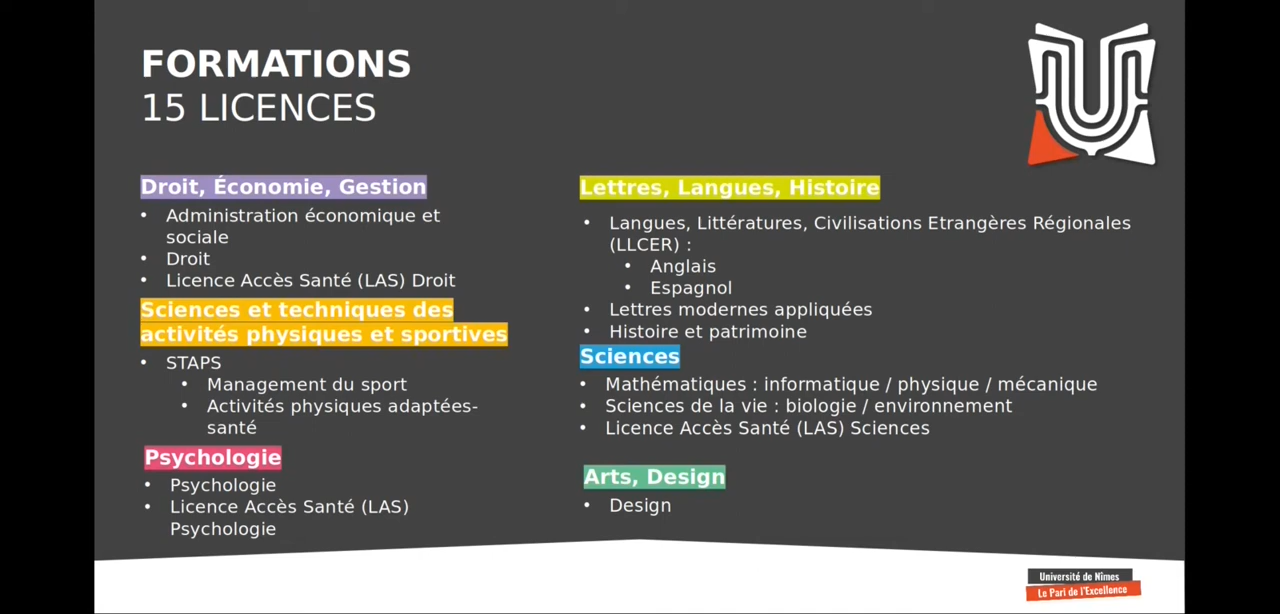 FORMATIONS
15 LICENCES
Droit, Économie, Gestion
• Administration économique et
sociale
• Droit
• Licence Accès Santé (LAS) Droit
Sciences et techniques des
activités physiques et sportives
• STAPS
• Management du sport
• Activités physiques adaptées-
santé
Psychologie
• Psychologie
• Licence Accès Santé (LAS)
Psychologie
Lettres, Langues, Histoire
• Langues, Littératures, Civilisations Etrangères Régionales
(LLCER) :
• Anglais
• Espagnol
• Lettres modernes appliquées
• Histoire et patrimoine
Sciences
• Mathématiques : informatique / physique / mécanique
• Sciences de la vie : biologie / environnement
• Licence Accès Santé (LAS) Sciences
Arts, Design
• Design
Université de Nîmes
Le Pari de l'Excellence